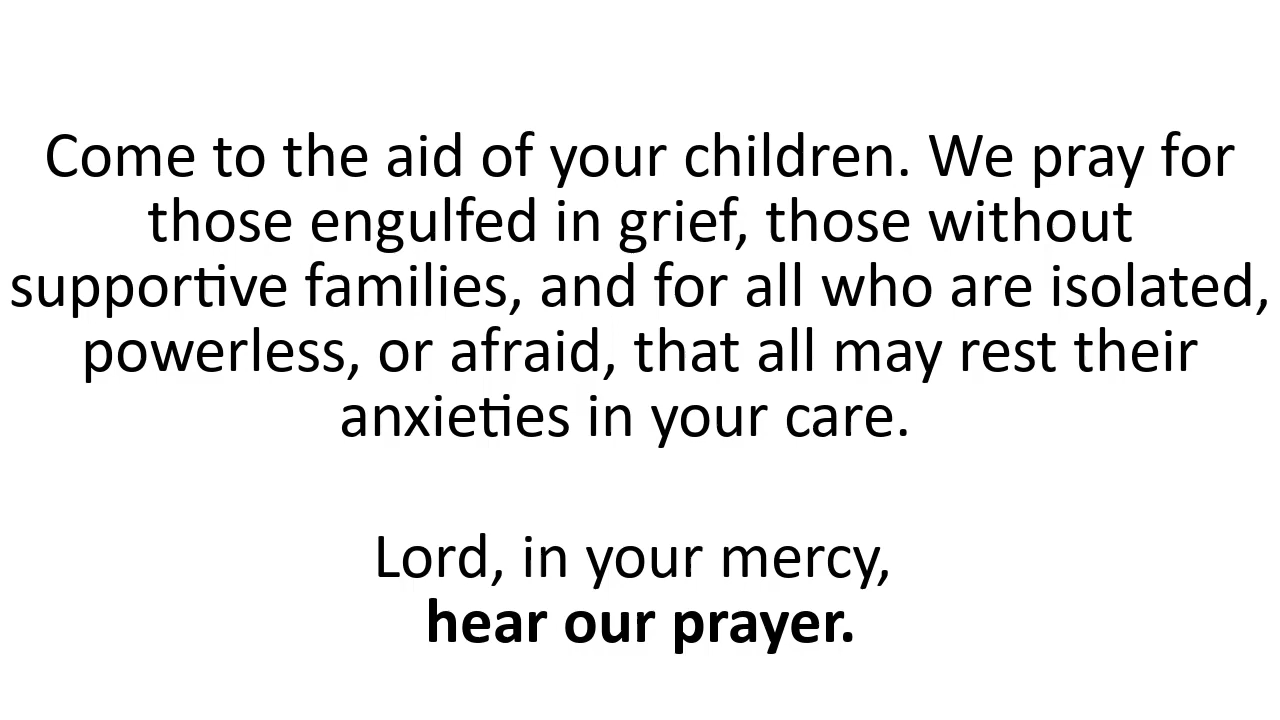 Come to the aid of your children. We pray for
those engulfed in grief, those without
supportive families, and for all who are isolated,
powerless, or afraid, that all may rest their
anxieties in your care.
Lord, in your mercy,
hear our prayer.